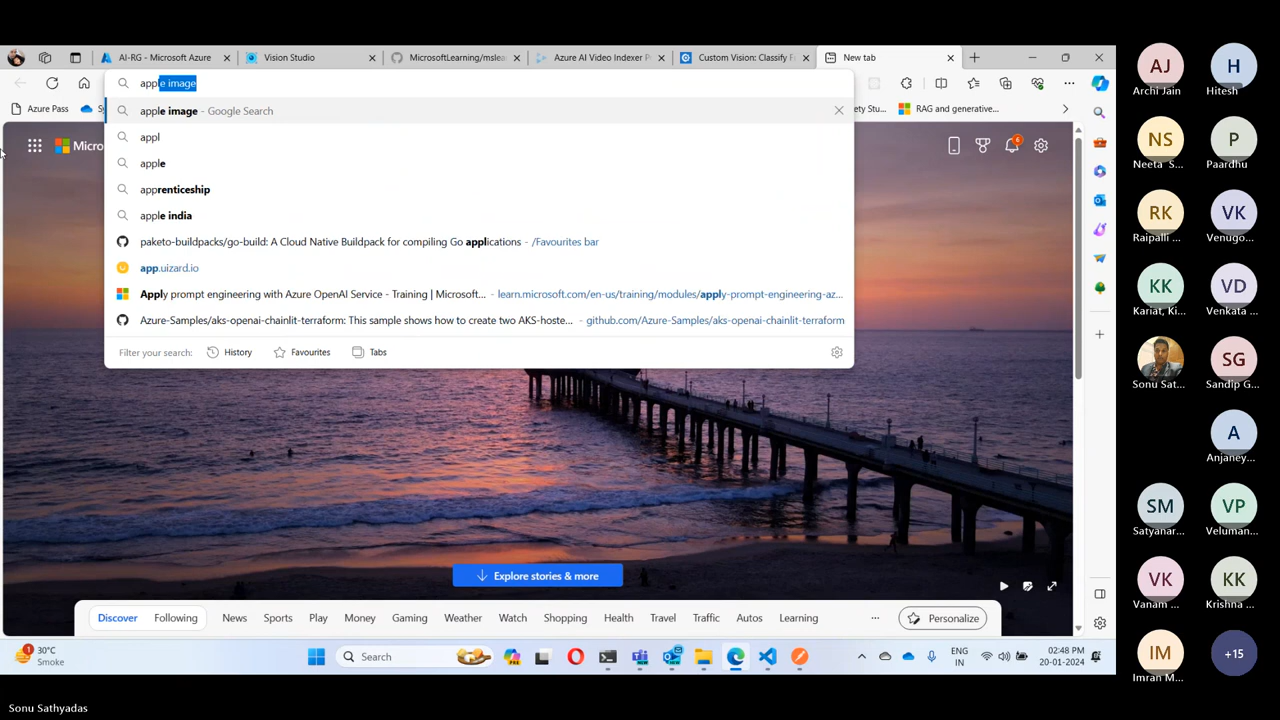 AI-RG - Microsoft Azure
Vision Studio
MicrosoftLearning/mslea
Azure AI Video Indexer P
Custom Vision: Classify F
New tab
apple image
Azure Pass
Sy
ety Stu...
RAG and generative...
apple image - Google Search
appl
apple
apprenticeship
apple india
paketo-buildpacks/go-build: A Cloud Native Buildpack for compiling Go applications - /Favourites bar
app.uizard.io
Apply prompt engineering with Azure OpenAI Service - Training | Microsoft... - learn.microsoft.com/en-us/training/modules/apply-prompt-engineering-az...
Azure-Samples/aks-openai-chainlit-terraform: This sample shows how to create two AKS-hoste... - github.com/Azure-Samples/aks-openai-chainlit-terraform
Filter your search:
History
Favourites
Tabs
Micro
6
Explore stories & more
Discover
Following
News
Sports
Play
Money
Gaming
Weather
Watch
Shopping
Health
Travel
Traffic
Autos
Learning
...
Personalize
1
30°C
Smoke
Search
ENG
IN
02:48 PM
20-01-2024
AJ
Archi Jain
H
Hitesh
NS
Neeta S...
P
Paardhu
RK
Raipalli ...
VK
Venugo...
KK
Kariat, Ki...
VD
Venkata ...
Sonu Sat...
SG
Sandip G...
A
Anjaney...
SM
Satyanar...
VP
Veluman...
VK
Vanam ...
KK
Krishna ...
IM
Imran M...
+15
Sonu Sathyadas